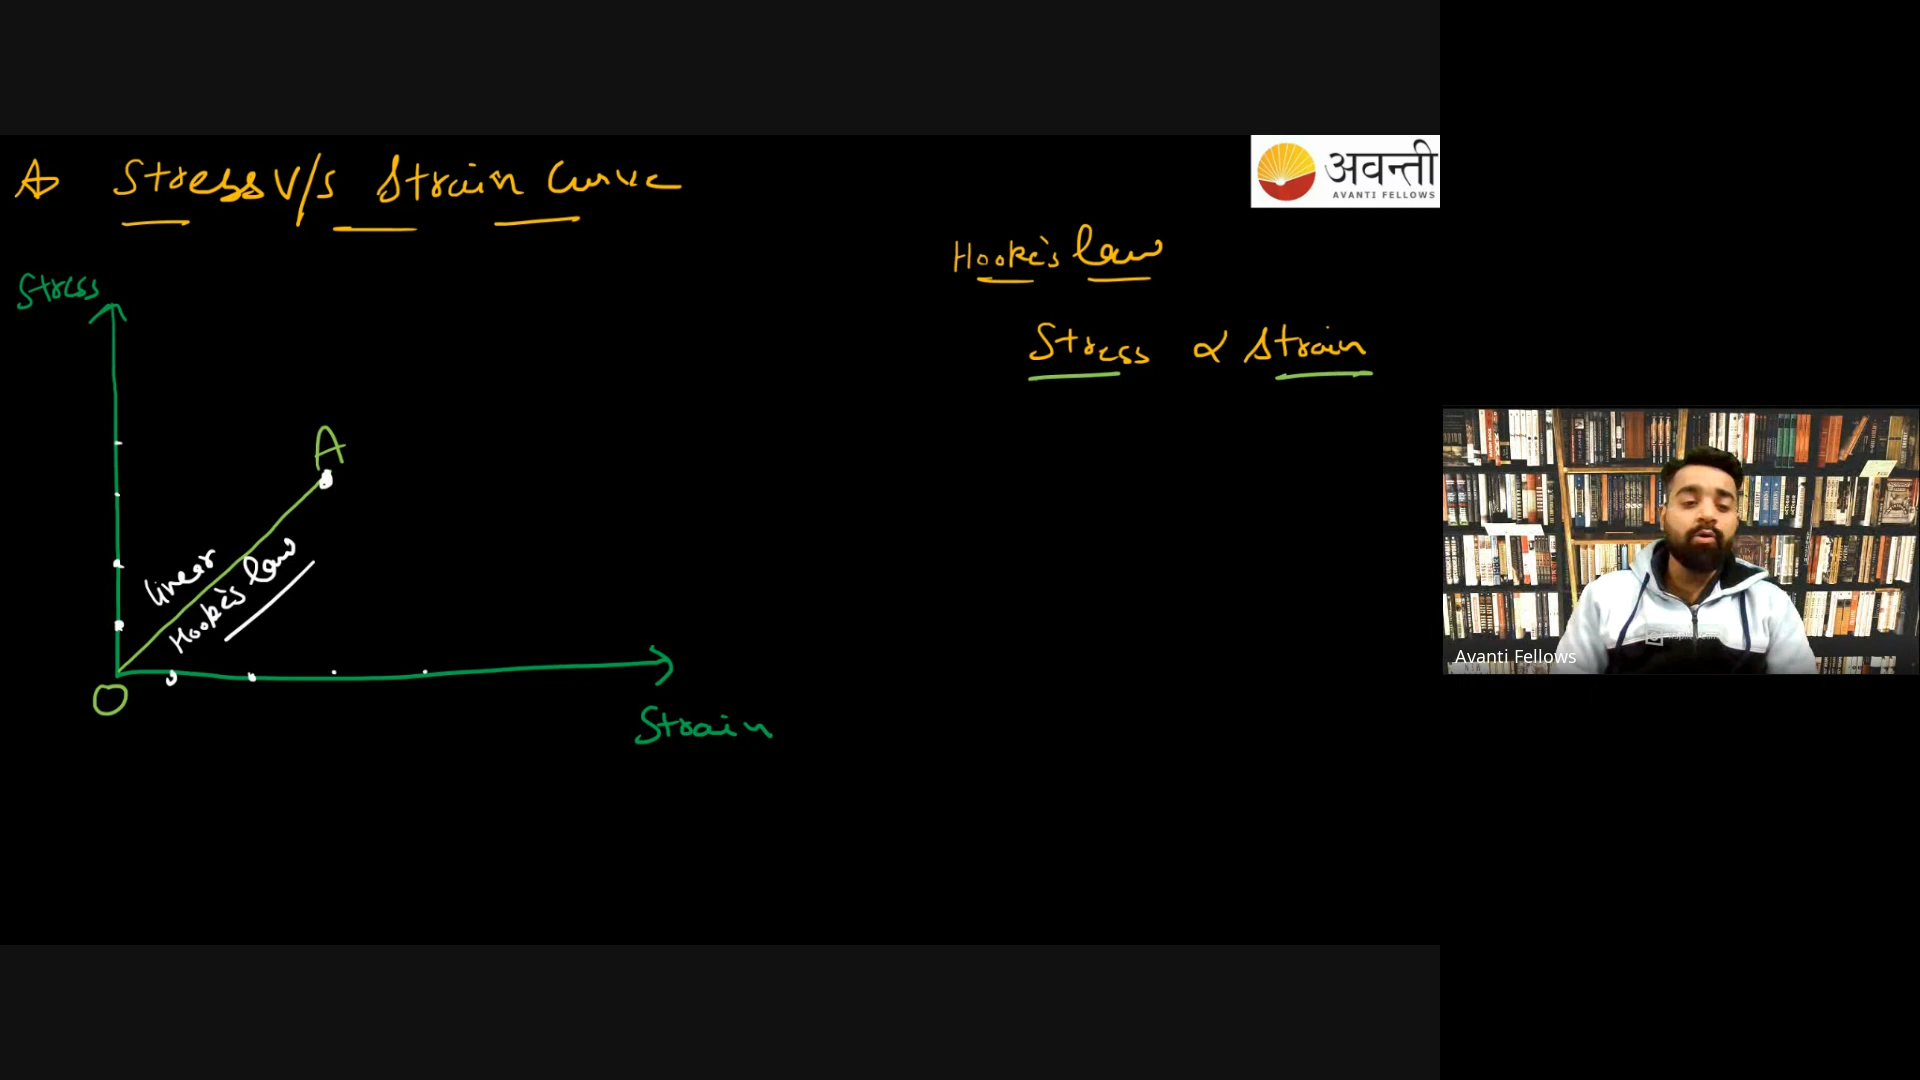 Stress V/s Strain Curve
अवन्ती
AVANTI FELLOWS
Hooke's law
Stress
Stress ∝ Strain
A
linear
Hooke's law
O
Strain
Avanti Fellows